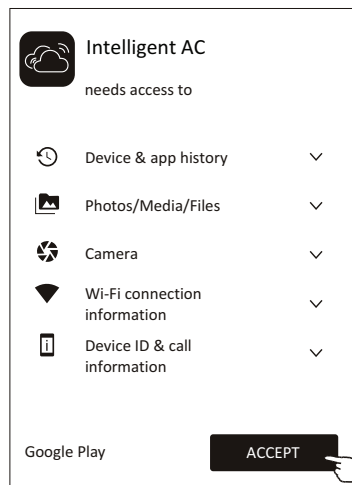 Intelligent AC
needs access to
Device & app history
Photos/Media/Files
Camera
Wi-Fi connection
information
Device ID & call
information
Google Play
ACCEPT